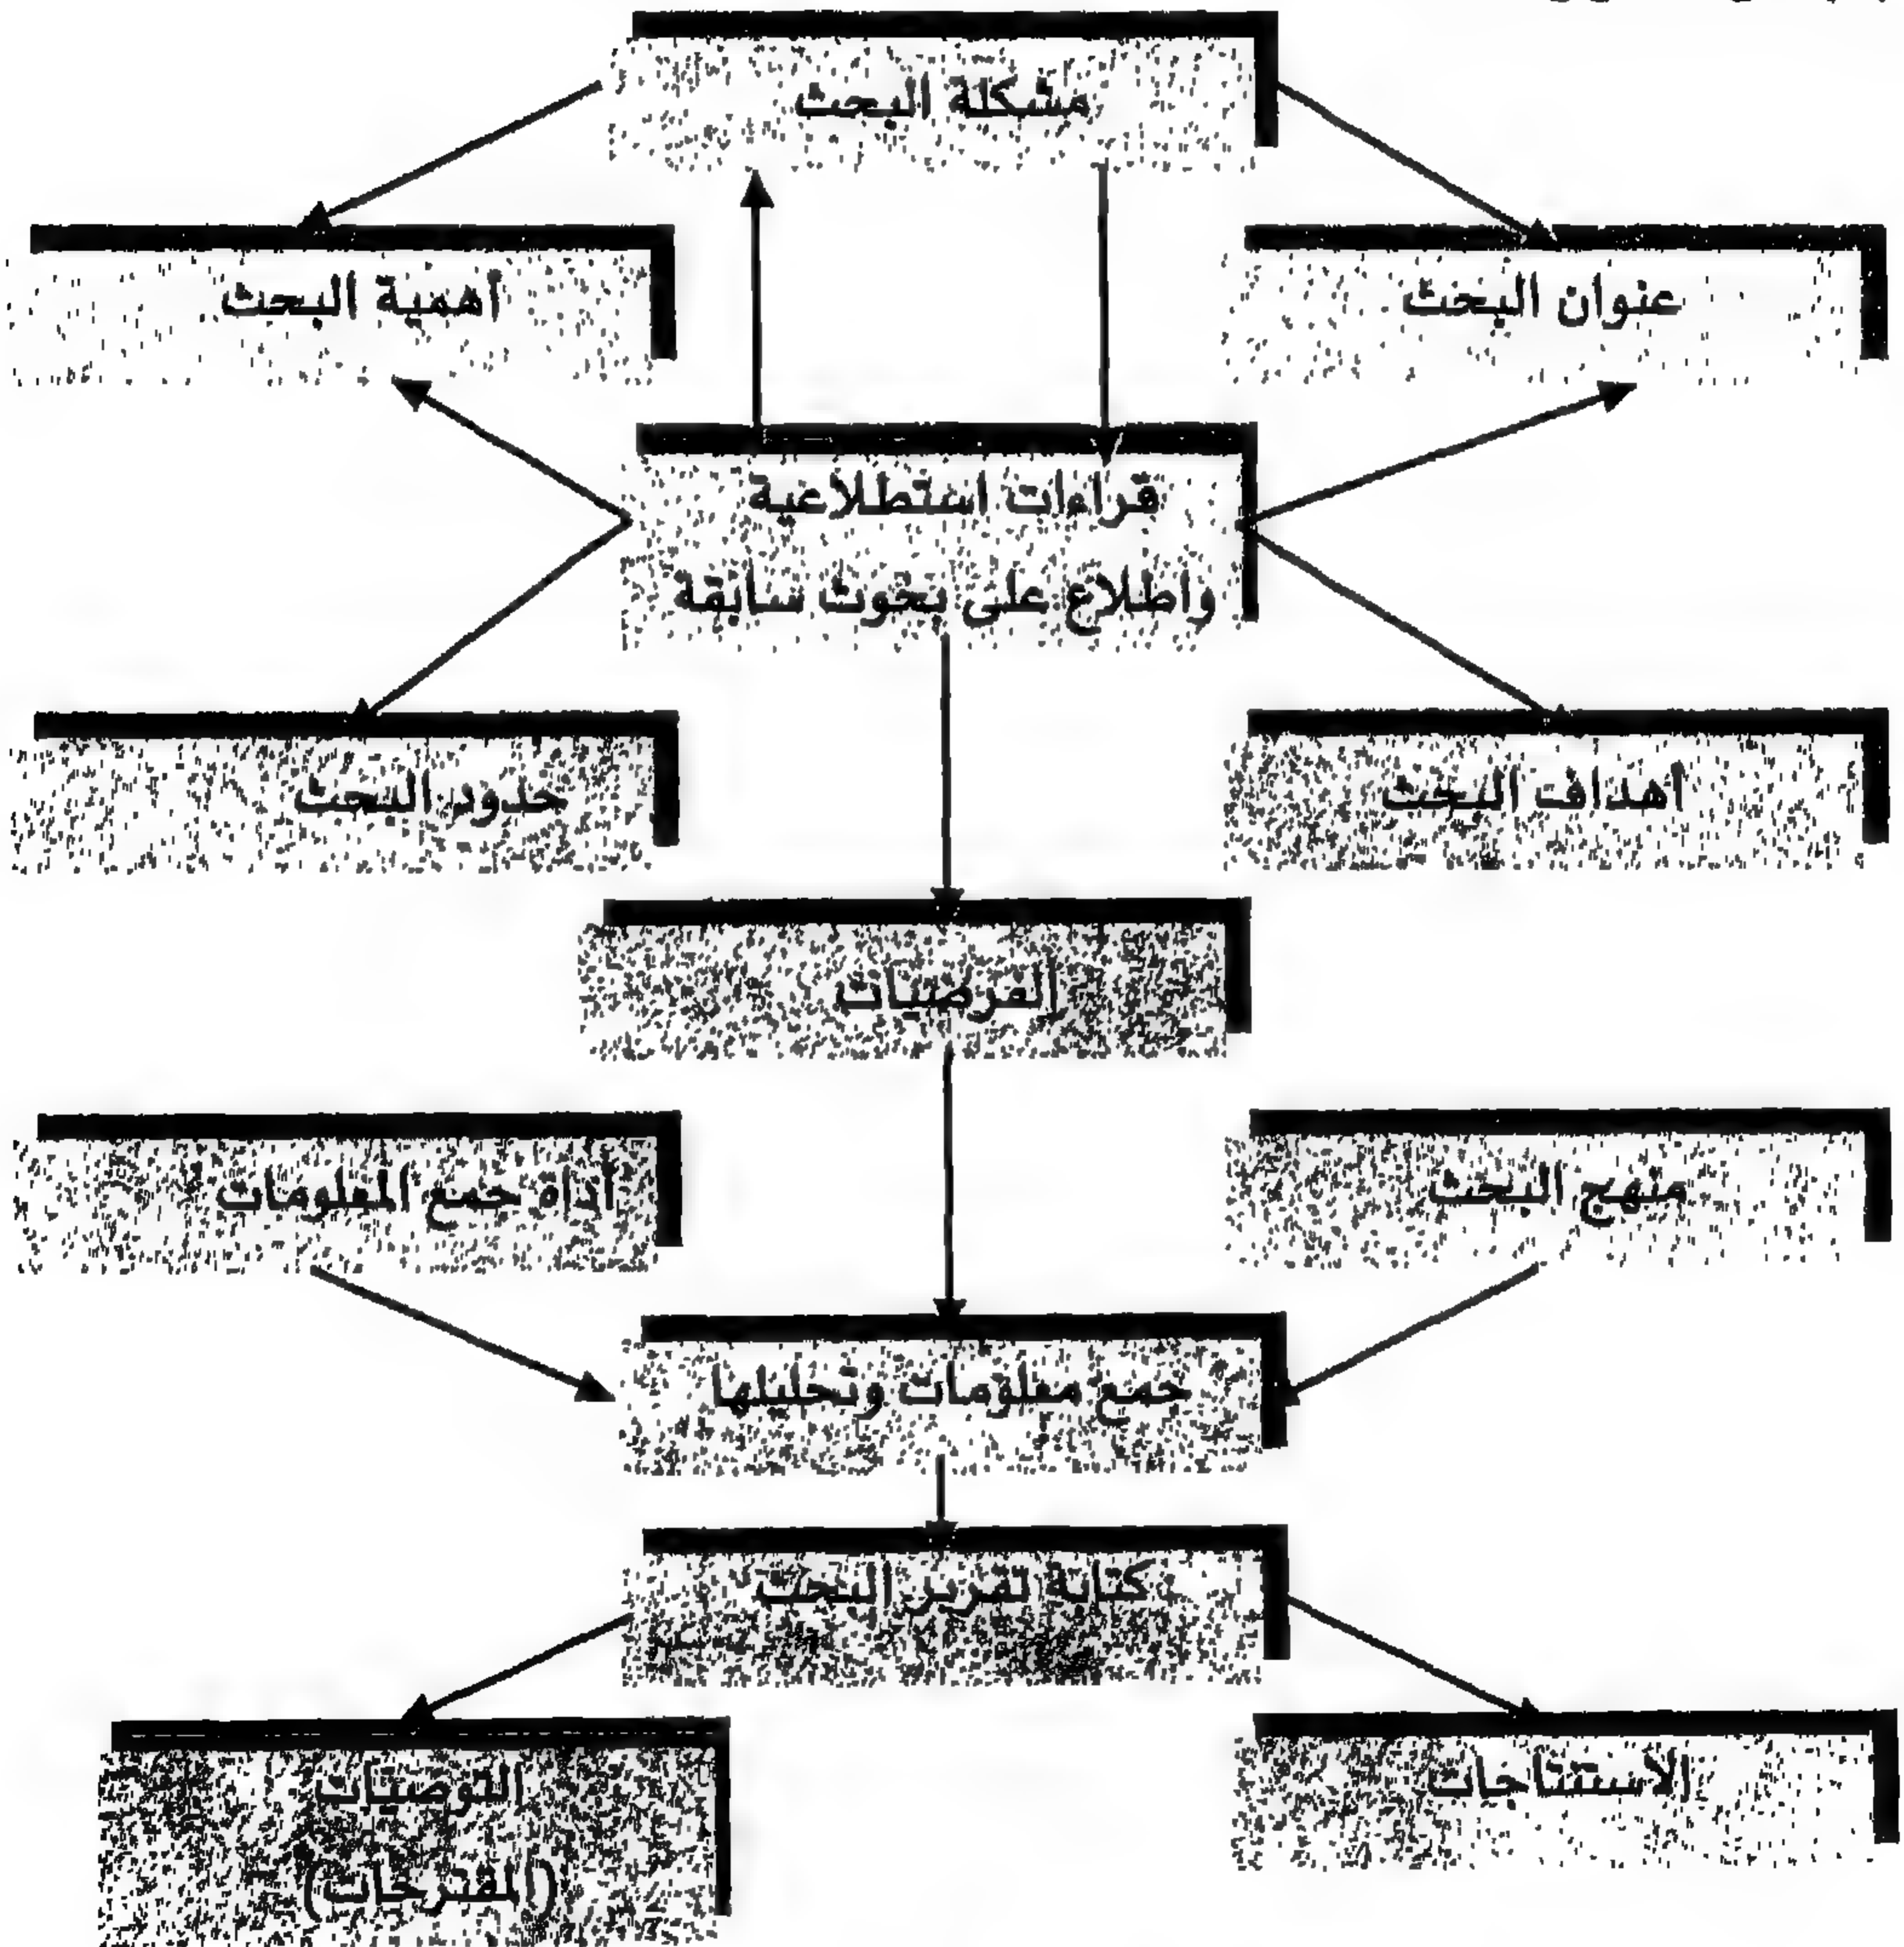 مشكلة البحث
عنوان البحث
أهمية البحث
قراءات استطلاعية
واطلاع على بحوث سابقة
أهداف البحث
حدود البحث
الفرضيات
منهج البحث
أداة جمع المعلومات
جمع معلومات وتحليلها
كتابة تقرير البحث
الاستنتاجات
التوصيات
(المقترحات)